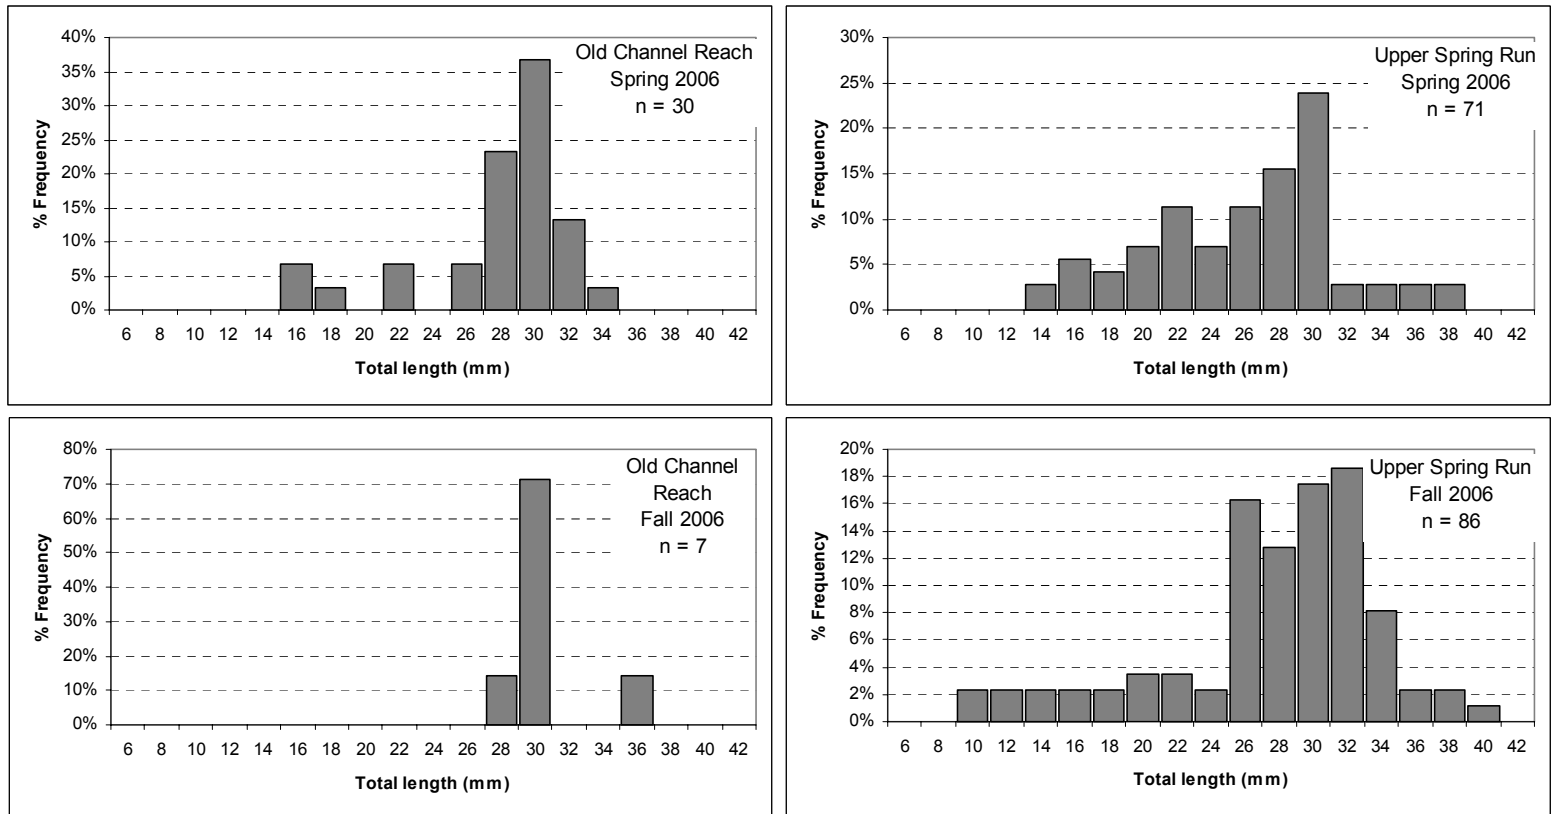 40%
35%
30%
25%
20%
15%
10%
5%
0%
% Frequency
Old Channel Reach
Spring 2006
n = 30
6 8 10 12 14 16 18 20 22 24 26 28 30 32 34 36 38 40 42
Total length (mm)
30%
25%
20%
15%
10%
5%
0%
% Frequency
Upper Spring Run
Spring 2006
n = 71
6 8 10 12 14 16 18 20 22 24 26 28 30 32 34 36 38 40 42
Total length (mm)
80%
70%
60%
50%
40%
30%
20%
10%
0%
% Frequency
Old Channel
Reach
Fall 2006
n = 7
6 8 10 12 14 16 18 20 22 24 26 28 30 32 34 36 38 40 42
Total length (mm)
20%
18%
16%
14%
12%
10%
8%
6%
4%
2%
0%
% Frequency
Upper Spring Run
Fall 2006
n = 86
6 8 10 12 14 16 18 20 22 24 26 28 30 32 34 36 38 40 42
Total length (mm)